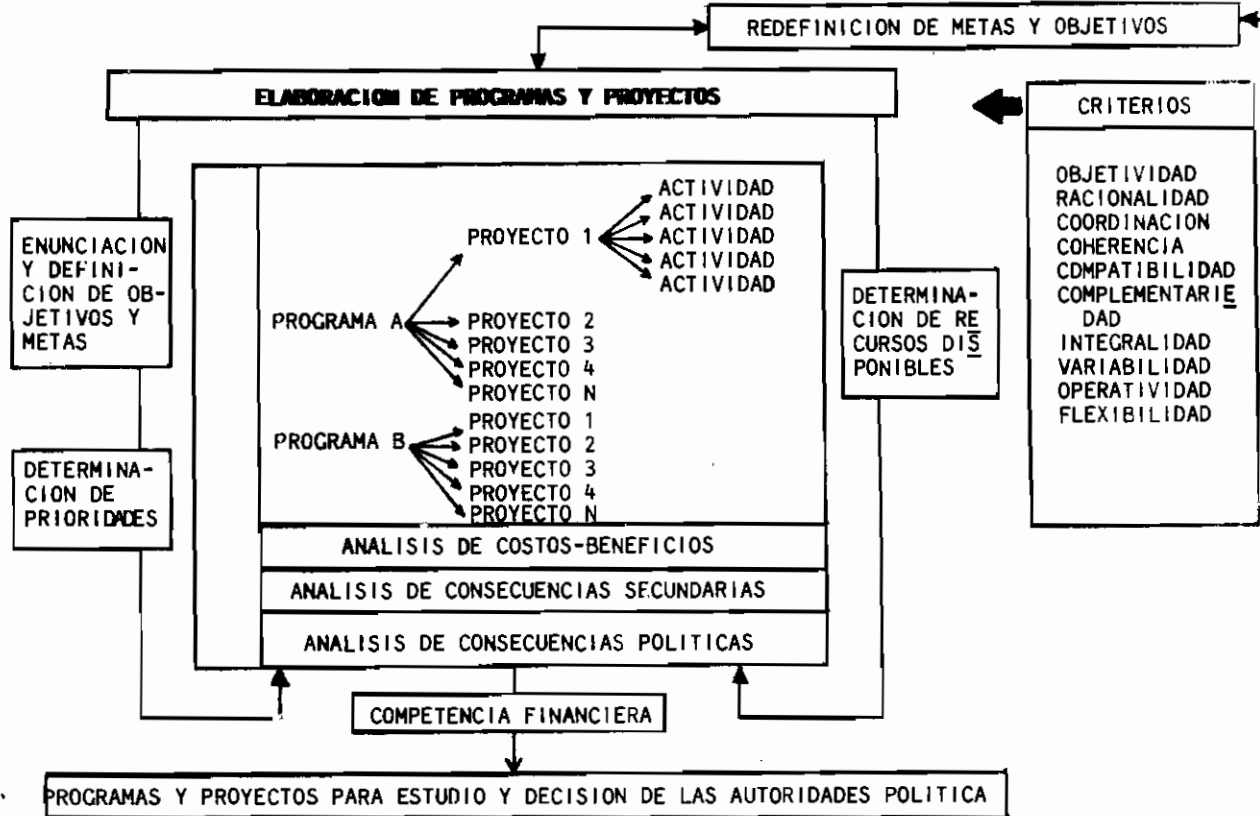 REDEFINICION DE METAS Y OBJETIVOS
ELABORACION DE PROGRAMAS Y PROYECTOS
CRITERIOS
OBJETIVIDAD
RACIONALIDAD
COORDINACION
COHERENCIA
COMPATIBILIDAD
COMPLEMENTARIE
DAD
INTEGRALIDAD
VARIABILIDAD
OPERATIVIDAD
FLEXIBILIDAD
ENUNCIACION
Y DEFINI-
CION DE OB-
JETIVOS Y
METAS
DETERMINA-
CION DE
PRIORIDADES
PROGRAMA A
PROYECTO 1
ACTIVIDAD
ACTIVIDAD
ACTIVIDAD
ACTIVIDAD
ACTIVIDAD
PROYECTO 2
PROYECTO 3
PROYECTO 4
PROYECTO N
PROGRAMA B
PROYECTO 1
PROYECTO 2
PROYECTO 3
PROYECTO 4
PROYECTO N
DETERMINA-
CION DE RE
CURSOS DIS
PONIBLES
ANALISIS DE COSTOS-BENEFICIOS
ANALISIS DE CONSECUENCIAS SECUNDARIAS
ANALISIS DE CONSECUENCIAS POLITICAS
COMPETENCIA FINANCIERA
PROGRAMAS Y PROYECTOS PARA ESTUDIO Y DECISION DE LAS AUTORIDADES POLITICA